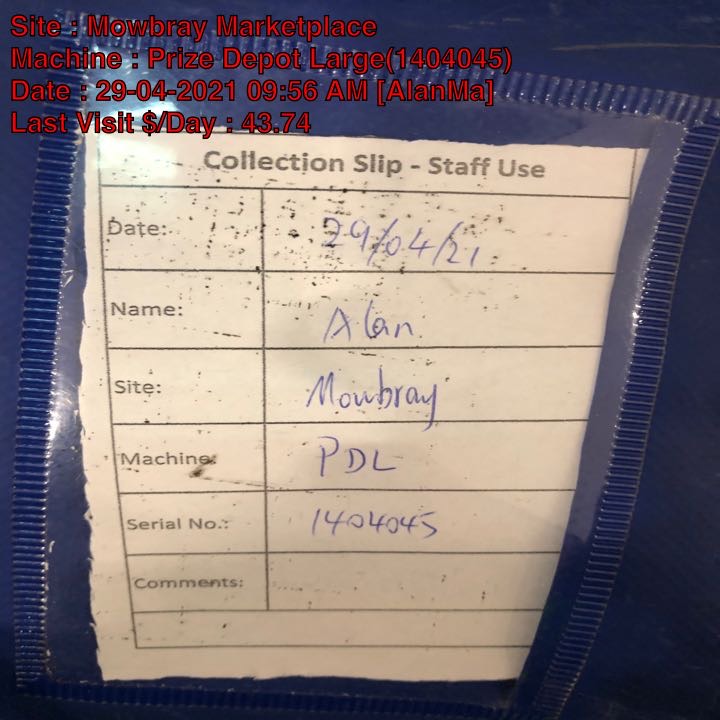 Site : Mowbray Marketplace
Machine : Prize Depot Large(1404045)
Date : 29-04-2021 09:56 AM [AlanMa]
Last Visit $/Day : 43.74
Collection Slip - Staff Use
Date: 29/04/21
Name: Alan
Site: Mowbray
Machine: PDL
Serial No.: 1404045
Comments: